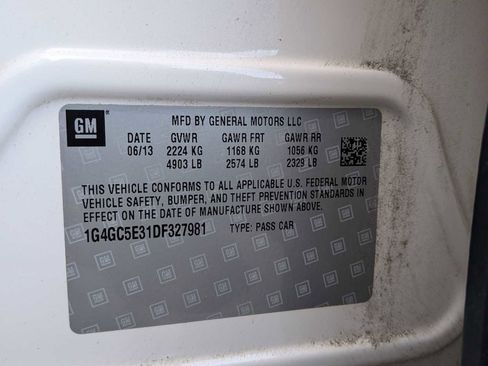 GM
MFD BY GENERAL MOTORS LLC
DATE GVWR GAWR FRT GAWR RR
06/13 2224 KG 1168 KG 1056 KG
4903 LB 2574 LB 2329 LB
THIS VEHICLE CONFORMS TO ALL APPLICABLE U.S. FEDERAL MOTOR
VEHICLE SAFETY, BUMPER, AND THEFT PREVENTION STANDARDS IN
EFFECT ON THE DATE OF MANUFACTURE SHOWN ABOVE.
1G4GC5E31DF327981 TYPE: PASS CAR